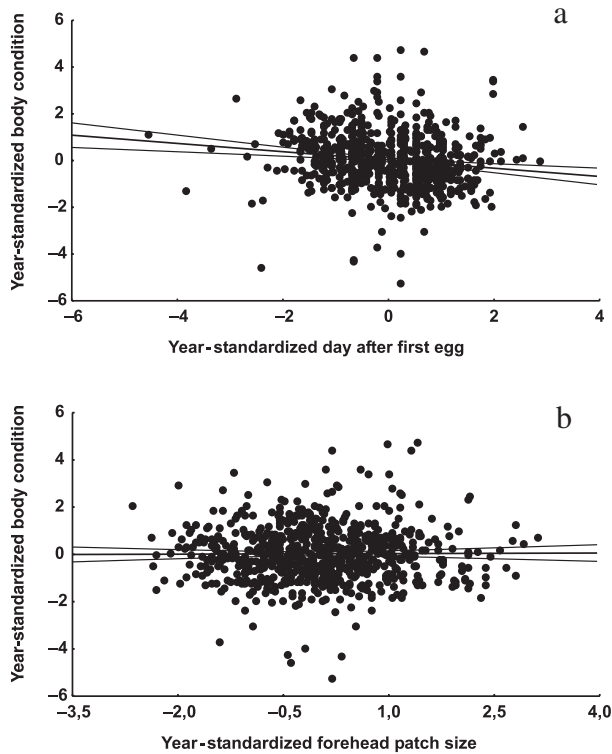 a
Year-standardized body condition
6
4
2
0
–2
–4
–6
–6 –4 –2 0 2 4
Year-standardized day after first egg
b
Year-standardized body condition
6
4
2
0
–2
–4
–6
–3,5 –2,0 –0,5 1,0 2,5 4,0
Year-standardized forehead patch size